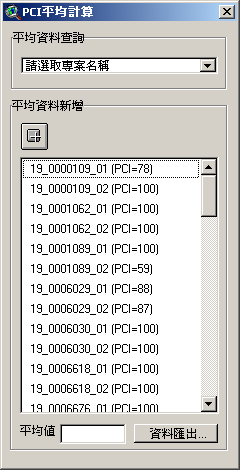 PCI平均計算
平均資料查詢
請選取專案名稱
平均資料新增
19_0000109_01 (PCI=78)
19_0000109_02 (PCI=100)
19_0001062_01 (PCI=100)
19_0001062_02 (PCI=100)
19_0001089_01 (PCI=100)
19_0001089_02 (PCI=59)
19_0006029_01 (PCI=88)
19_0006029_02 (PCI=87)
19_0006030_01 (PCI=100)
19_0006030_02 (PCI=100)
19_0006618_01 (PCI=100)
19_0006618_02 (PCI=100)
19_0006676_01 (PCI=100)
平均值
資料匯出...